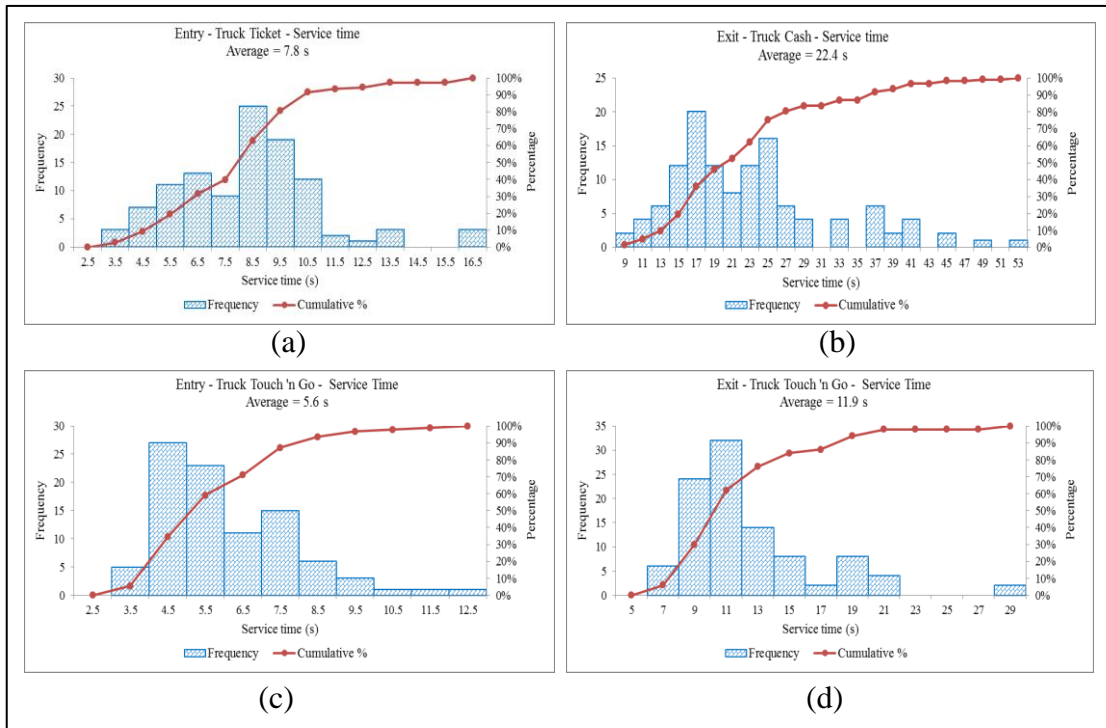 Entry - Truck Ticket - Service time
Average = 7.8 s
30
25
20
15
10
5
0
Frequency
100%
90%
80%
70%
60%
50%
40%
30%
20%
10%
0%
Percentage
2.5 3.5 4.5 5.5 6.5 7.5 8.5 9.5 10.5 11.5 12.5 13.5 14.5 15.5 16.5
Service time (s)
Frequency Cumulative %
(a)
Exit - Truck Cash - Service time
Average = 22.4 s
25
20
15
10
5
0
Frequency
100%
90%
80%
70%
60%
50%
40%
30%
20%
10%
0%
Percentage
9 11 13 15 17 19 21 23 25 27 29 31 33 35 37 39 41 43 45 47 49 51 53
Service time (s)
Frequency Cumulative %
(b)
Entry - Truck Touch 'n Go - Service Time
Average = 5.6 s
30
25
20
15
10
5
0
Frequency
100%
90%
80%
70%
60%
50%
40%
30%
20%
10%
0%
Percentage
2.5 3.5 4.5 5.5 6.5 7.5 8.5 9.5 10.5 11.5 12.5
Service time (s)
Frequency Cumulative %
(c)
Exit - Truck Touch 'n Go - Service Time
Average = 11.9 s
35
30
25
20
15
10
5
0
Frequency
100%
90%
80%
70%
60%
50%
40%
30%
20%
10%
0%
Percentage
5 7 9 11 13 15 17 19 21 23 25 27 29
Service time (s)
Frequency Cumulative %
(d)